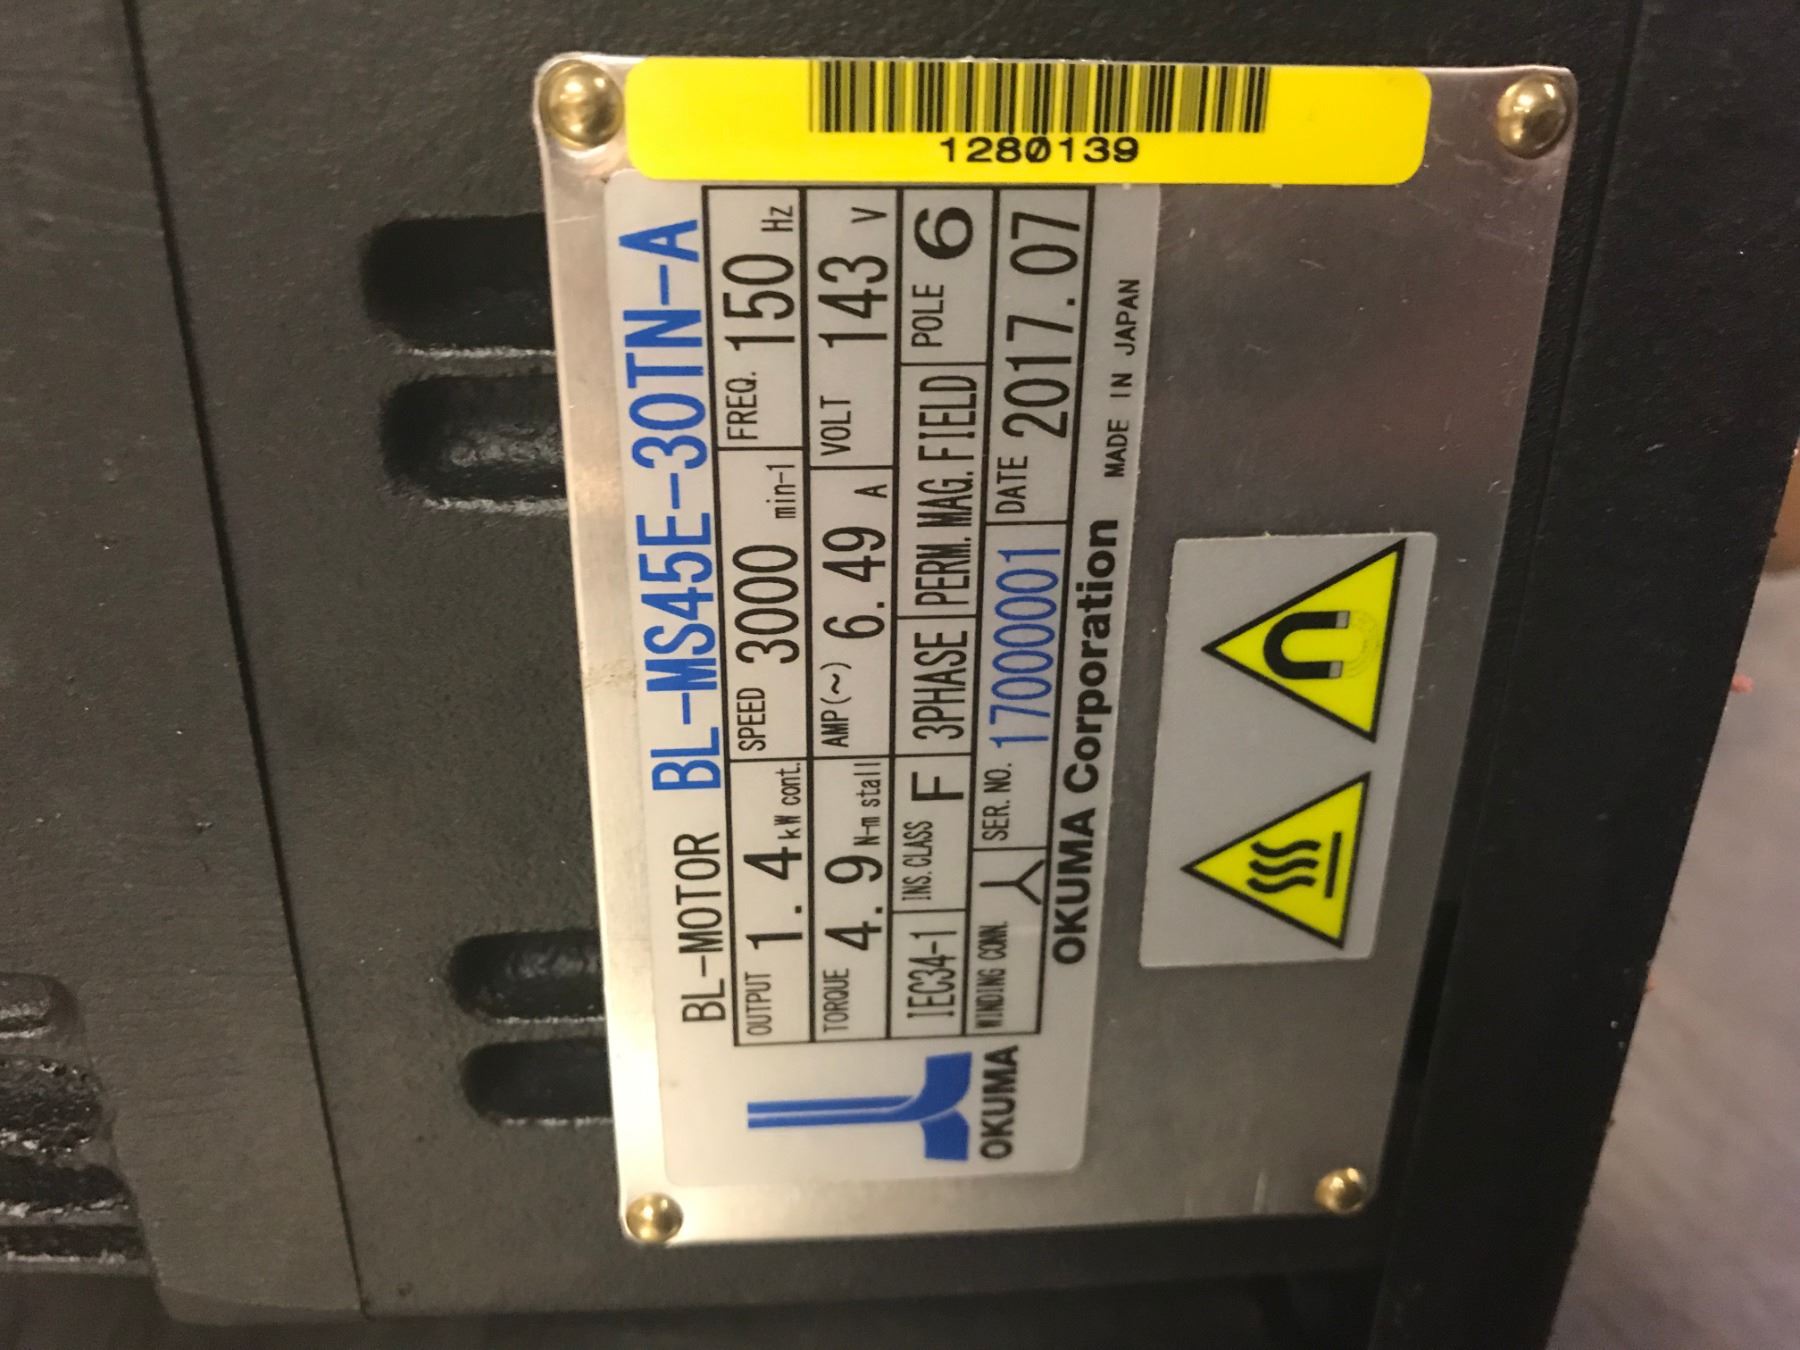 1280139
BL-MOTOR BL-MS45E-30TN-A
OUTPUT 1.4 kW cont. SPEED 3000 min-1 FREQ. 150 Hz
TORQUE 4.9 N-m stall AMP(~) 6.49 A VOLT 143 V
IEC34-1 INS. CLASS F 3PHASE PERM. MAG. FIELD POLE 6
WINDING CONN. SER. NO. 1700001 DATE 2017.07
OKUMA
OKUMA Corporation MADE IN JAPAN